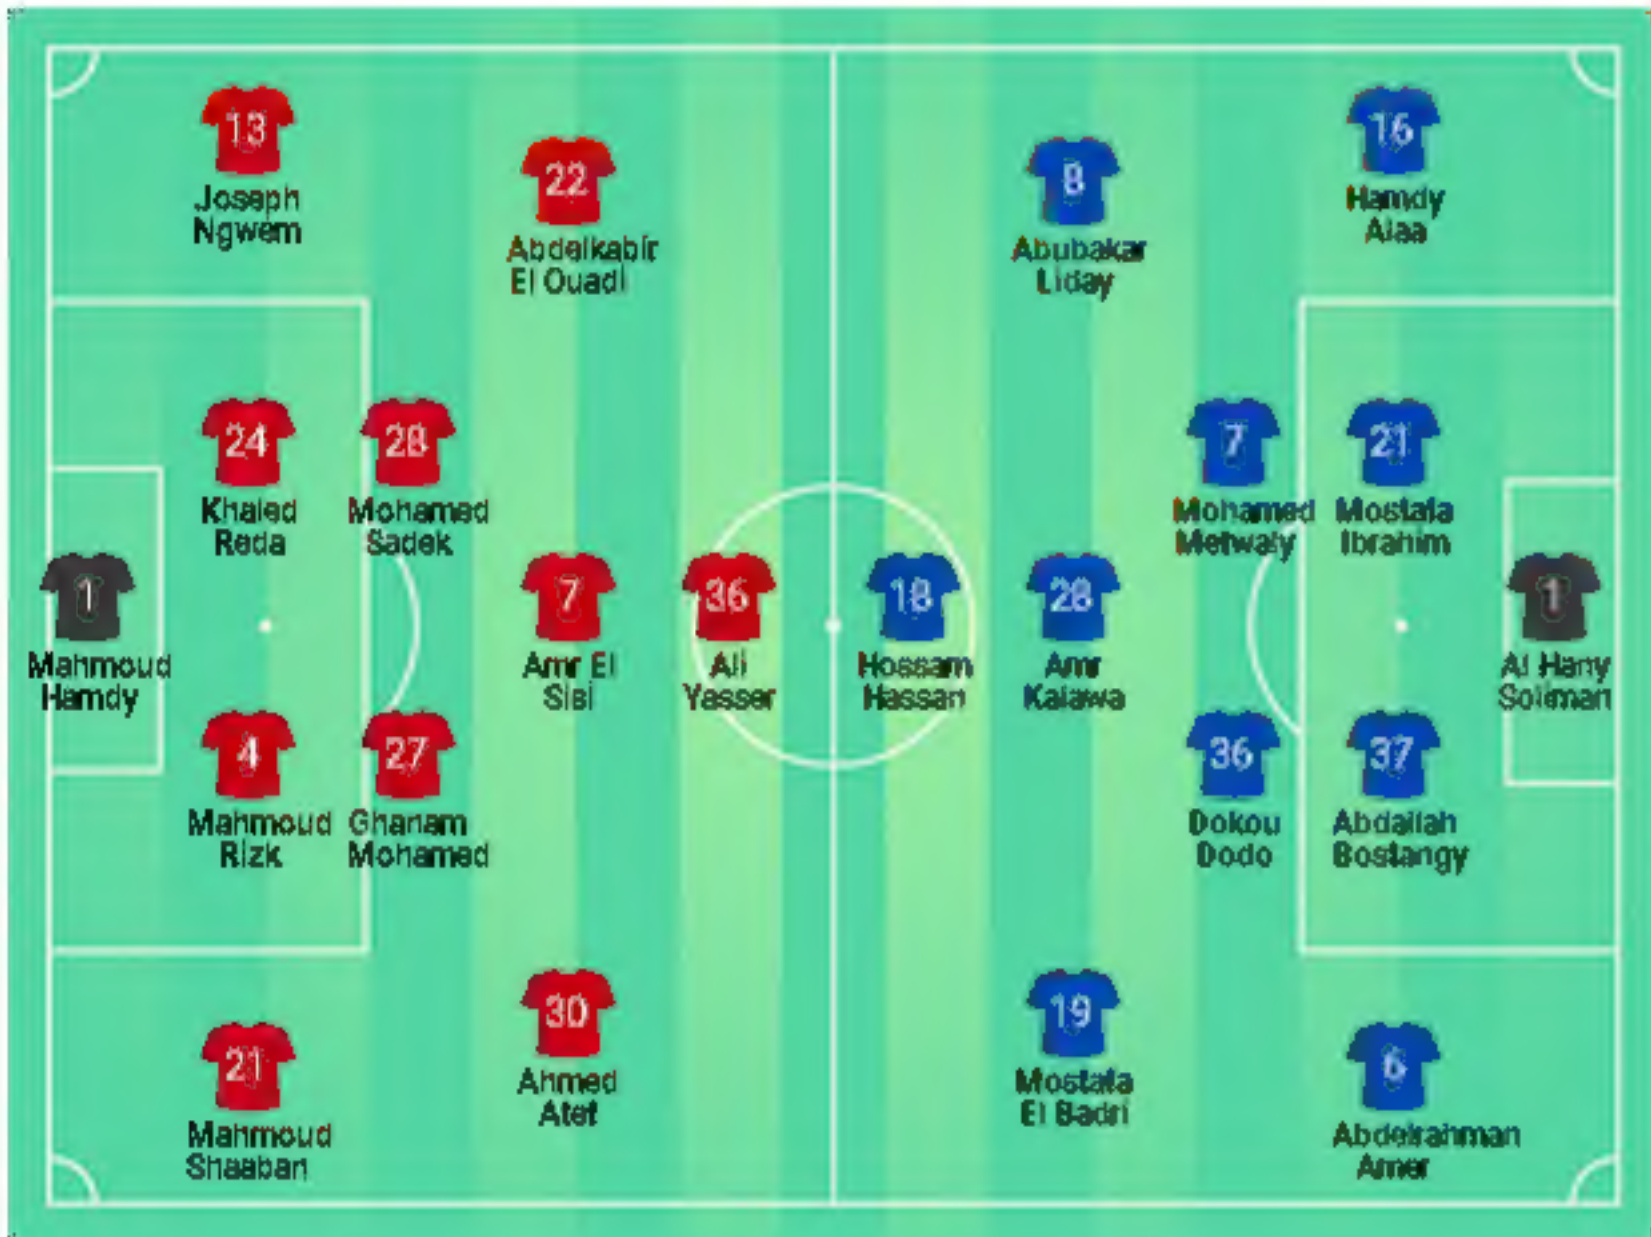 13
Joseph
Ngwem
22
Abdelkabir
El Ouadi
8
Abubakar
Liday
16
Hamdy
Alaa
24
Khaled
Reda
28
Mohamed
Sadek
7
Mohamed
Metwaly
21
Mostafa
Ibrahim
1
Mahmoud
Hamdy
7
Amr El
Sisi
36
Ali
Yasser
18
Hossam
Hassan
28
Amr
Kalawa
1
Al Hany
Soliman
4
Mahmoud
Rizk
27
Ghanam
Mohamed
36
Dokou
Dodo
37
Abdallah
Bostangy
30
Ahmed
Atef
19
Mostafa
El Badri
21
Mahmoud
Shaaban
6
Abdelrahman
Amer